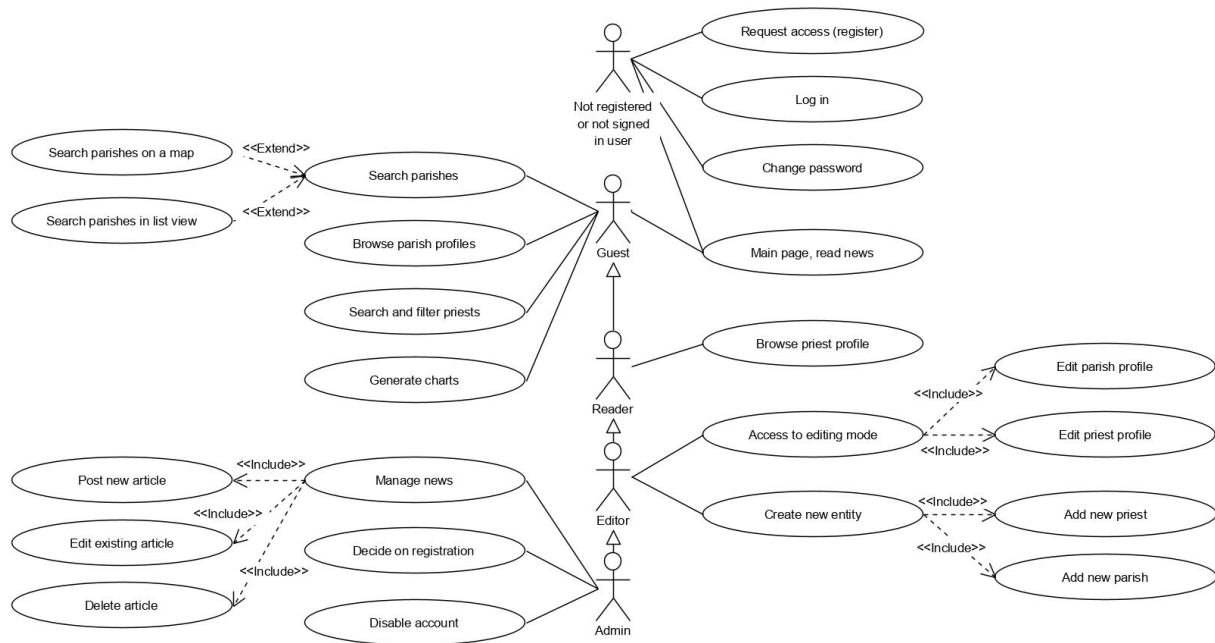 Request access (register)
Log in
Not registered
or not signed
in user
Search parishes on a map
<<Extend>>
Search parishes
Change password
Search parishes in list view
<<Extend>>
Browse parish profiles
Guest
Main page, read news
Search and filter priests
Browse priest profile
Generate charts
Reader
Edit parish profile
<<Include>>
Access to editing mode
Edit priest profile
<<Include>>
Post new article
<<Include>>
Manage news
Editor
Create new entity
<<Include>>
Add new priest
<<Include>>
Edit existing article
<<Include>>
Decide on registration
<<Include>>
Add new parish
Delete article
Disable account
Admin